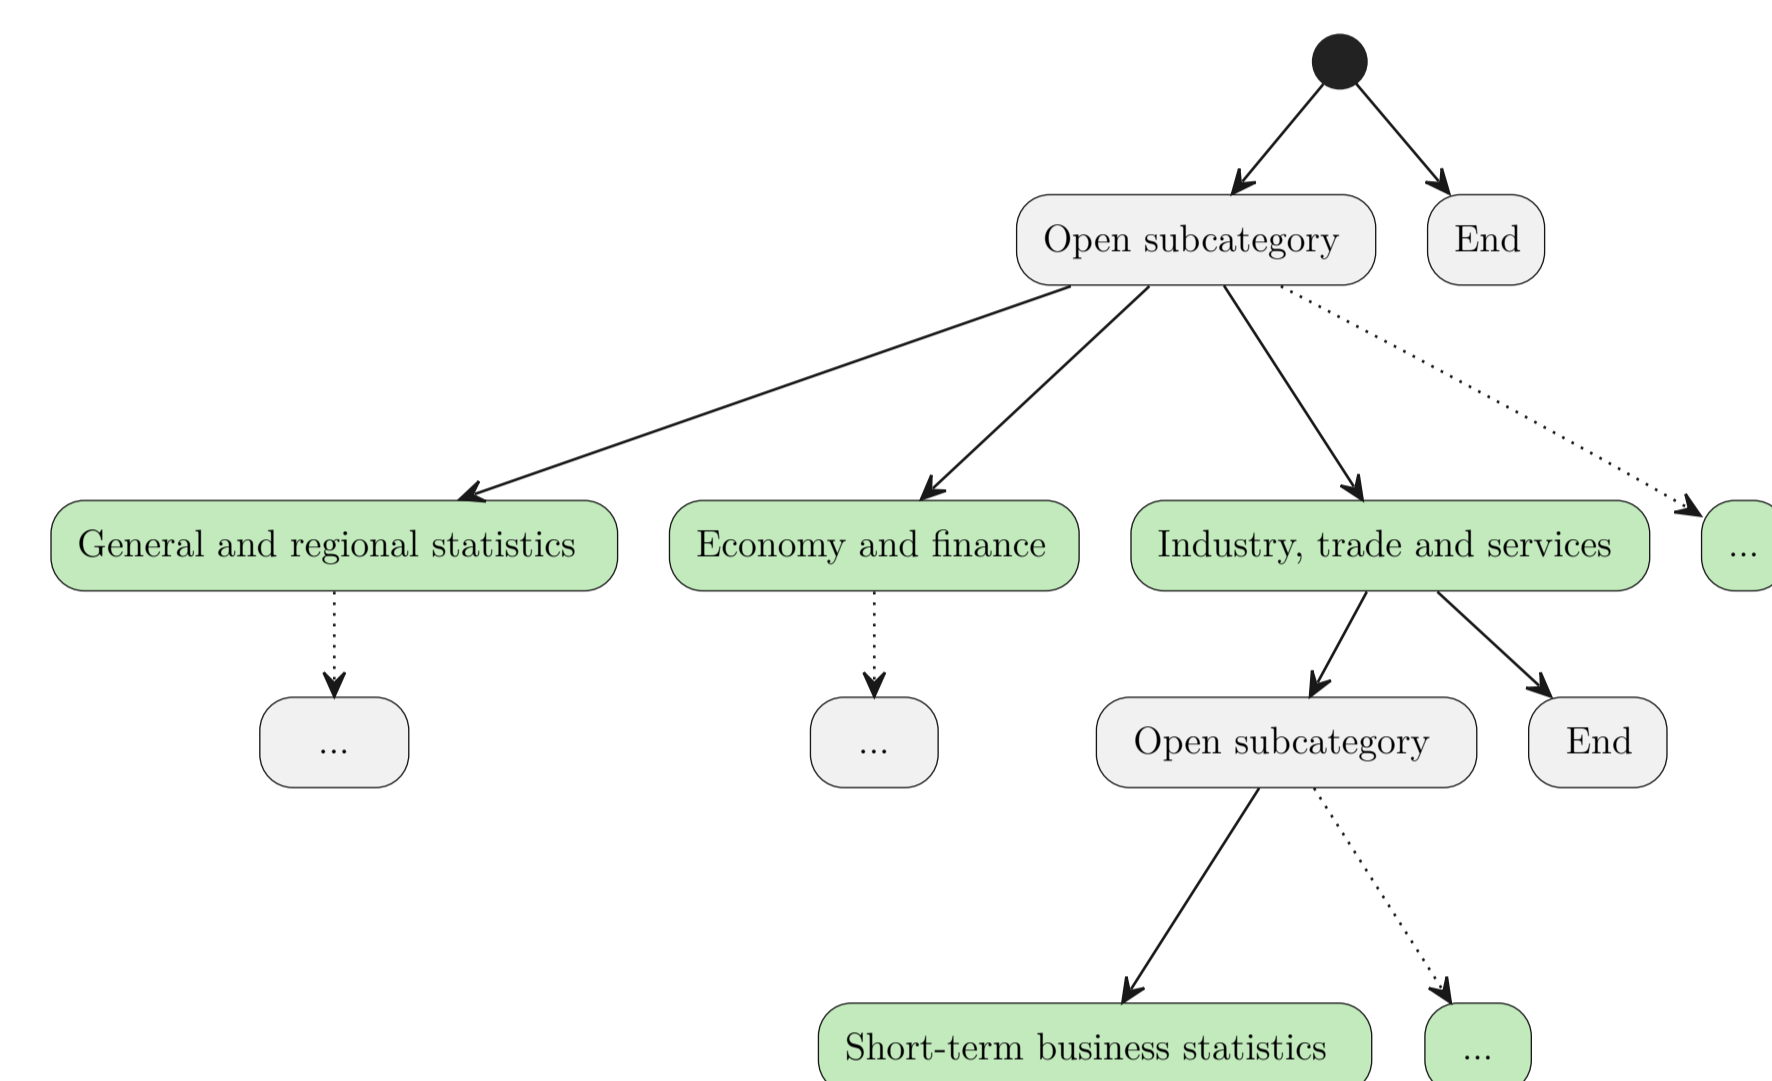 Open subcategory
End
General and regional statistics
Economy and finance
Industry, trade and services
...
...
...
Open subcategory
End
Short-term business statistics
...